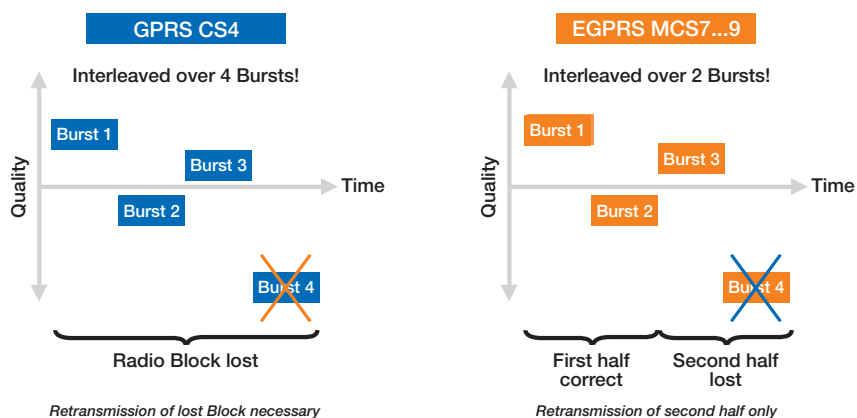 GPRS CS4
Interleaved over 4 Bursts!
Quality
Burst 1
Burst 2
Burst 3
Burst 4
Time
Radio Block lost
Retransmission of lost Block necessary
EGPRS MCS7...9
Interleaved over 2 Bursts!
Quality
Burst 1
Burst 2
Burst 3
Burst 4
Time
First half
correct
Second half
lost
Retransmission of second half only